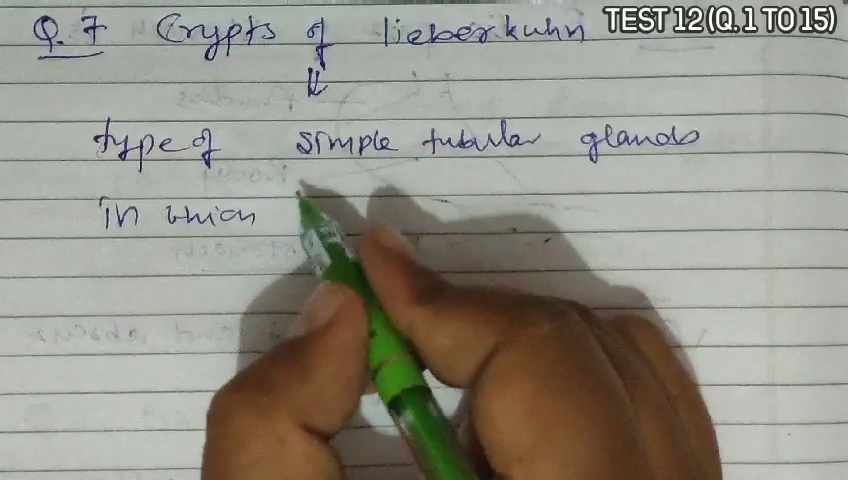 TEST 12 (Q. 1 TO 15)
Q. 7 Crypts of lieberkuhn
type of simple tubular glands
in which